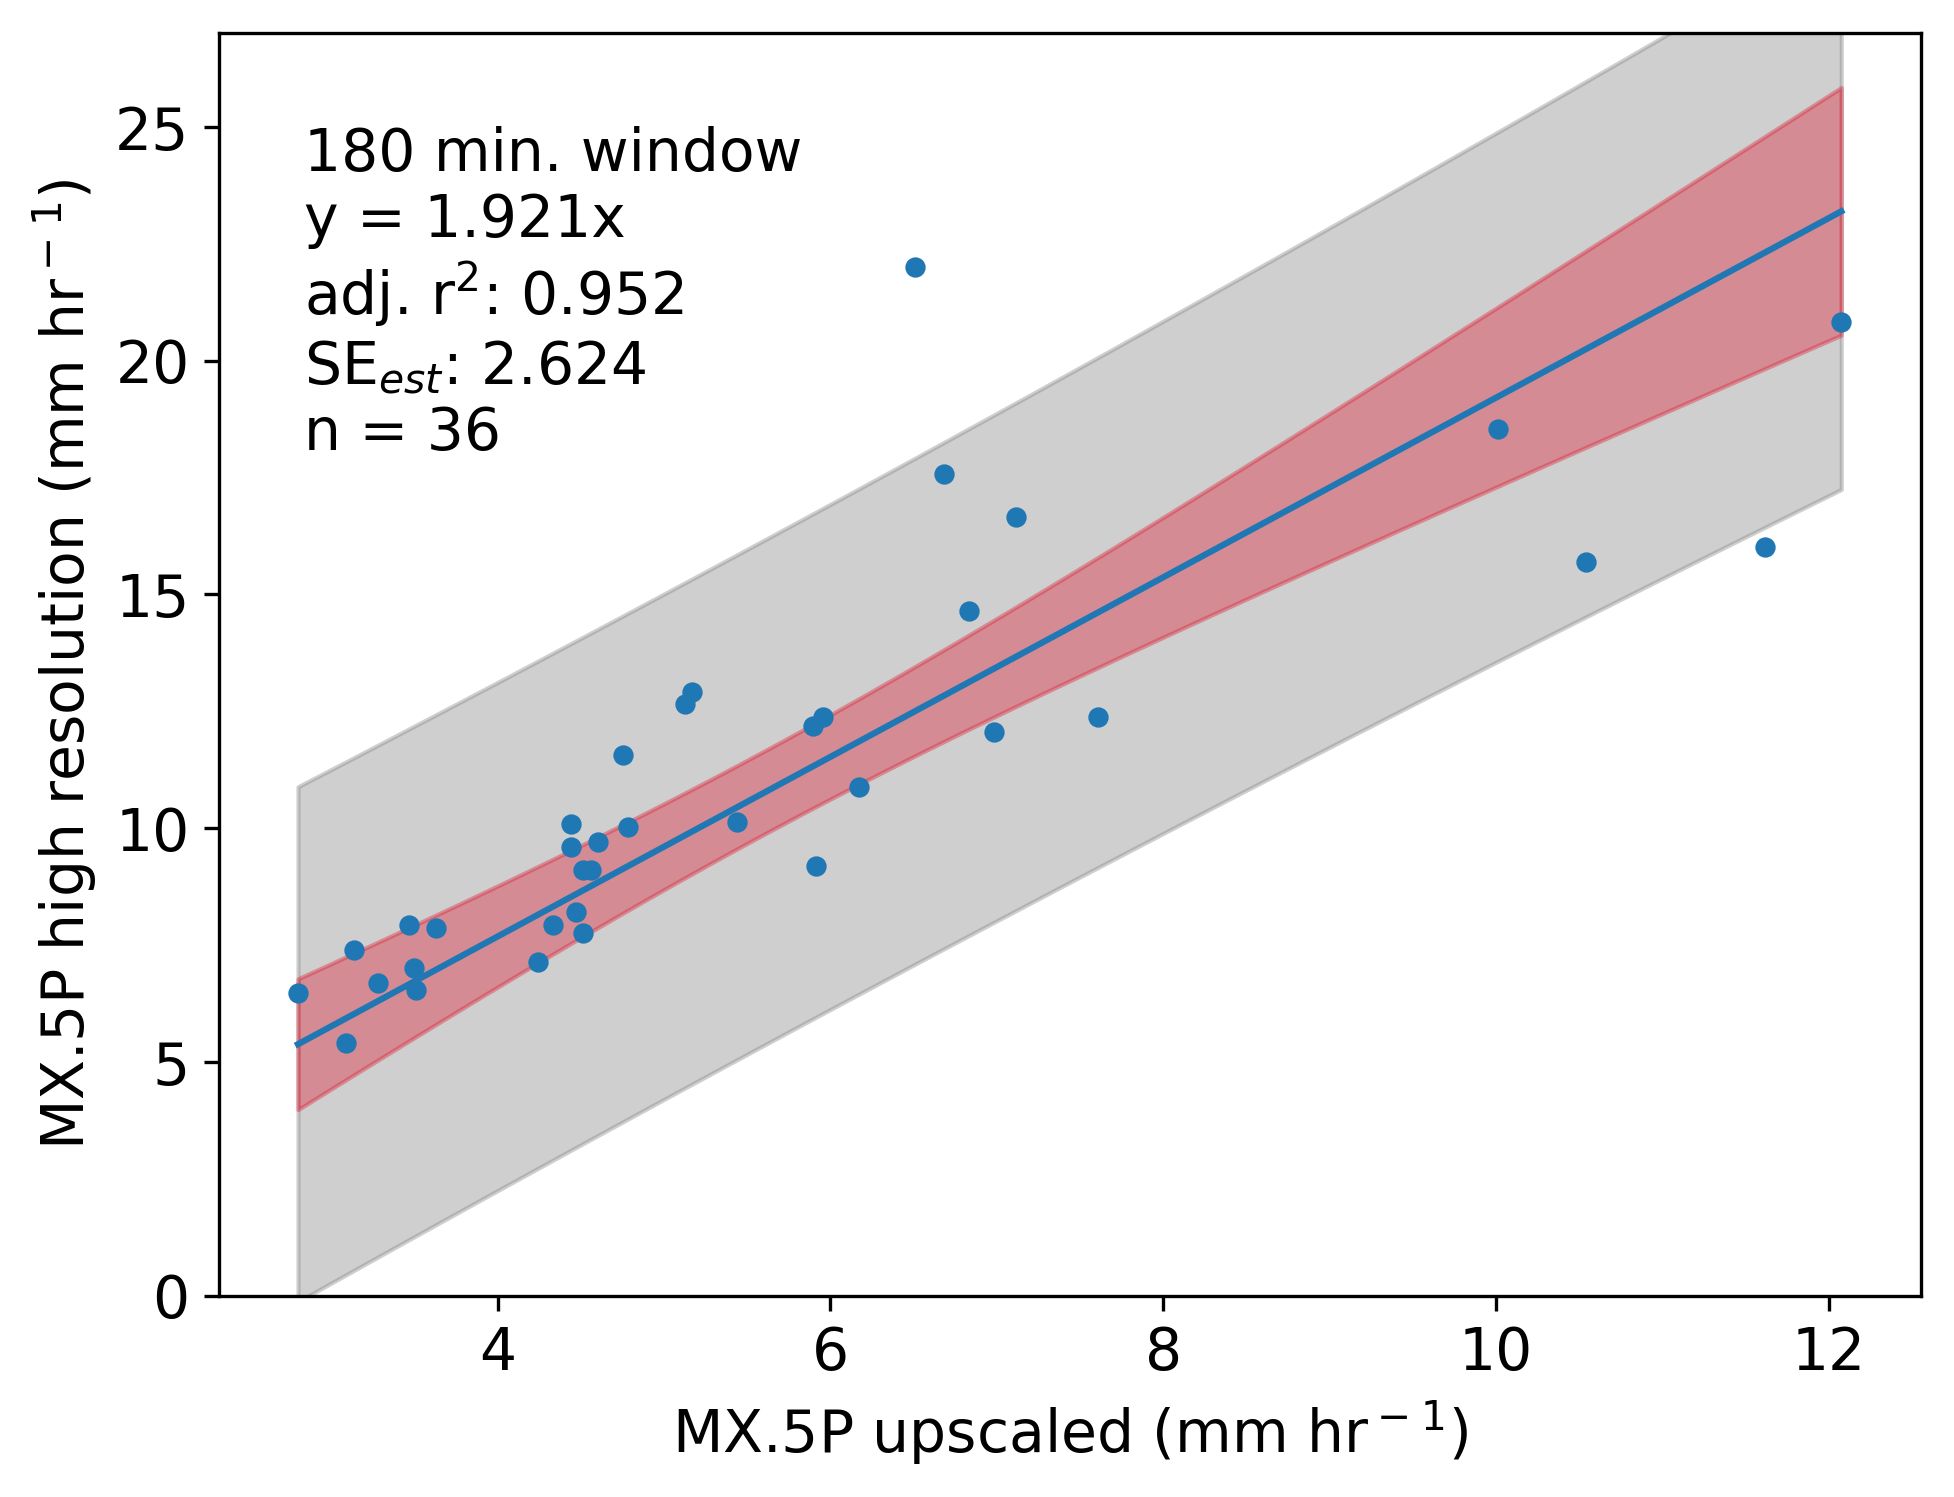 180 min. window
y = 1.921x
adj. r²: 0.952
SEest: 2.624
n = 36
25
20
15
10
5
0
4 6 8 10 12
MX.5P high resolution (mm hr⁻¹)
MX.5P upscaled (mm hr⁻¹)